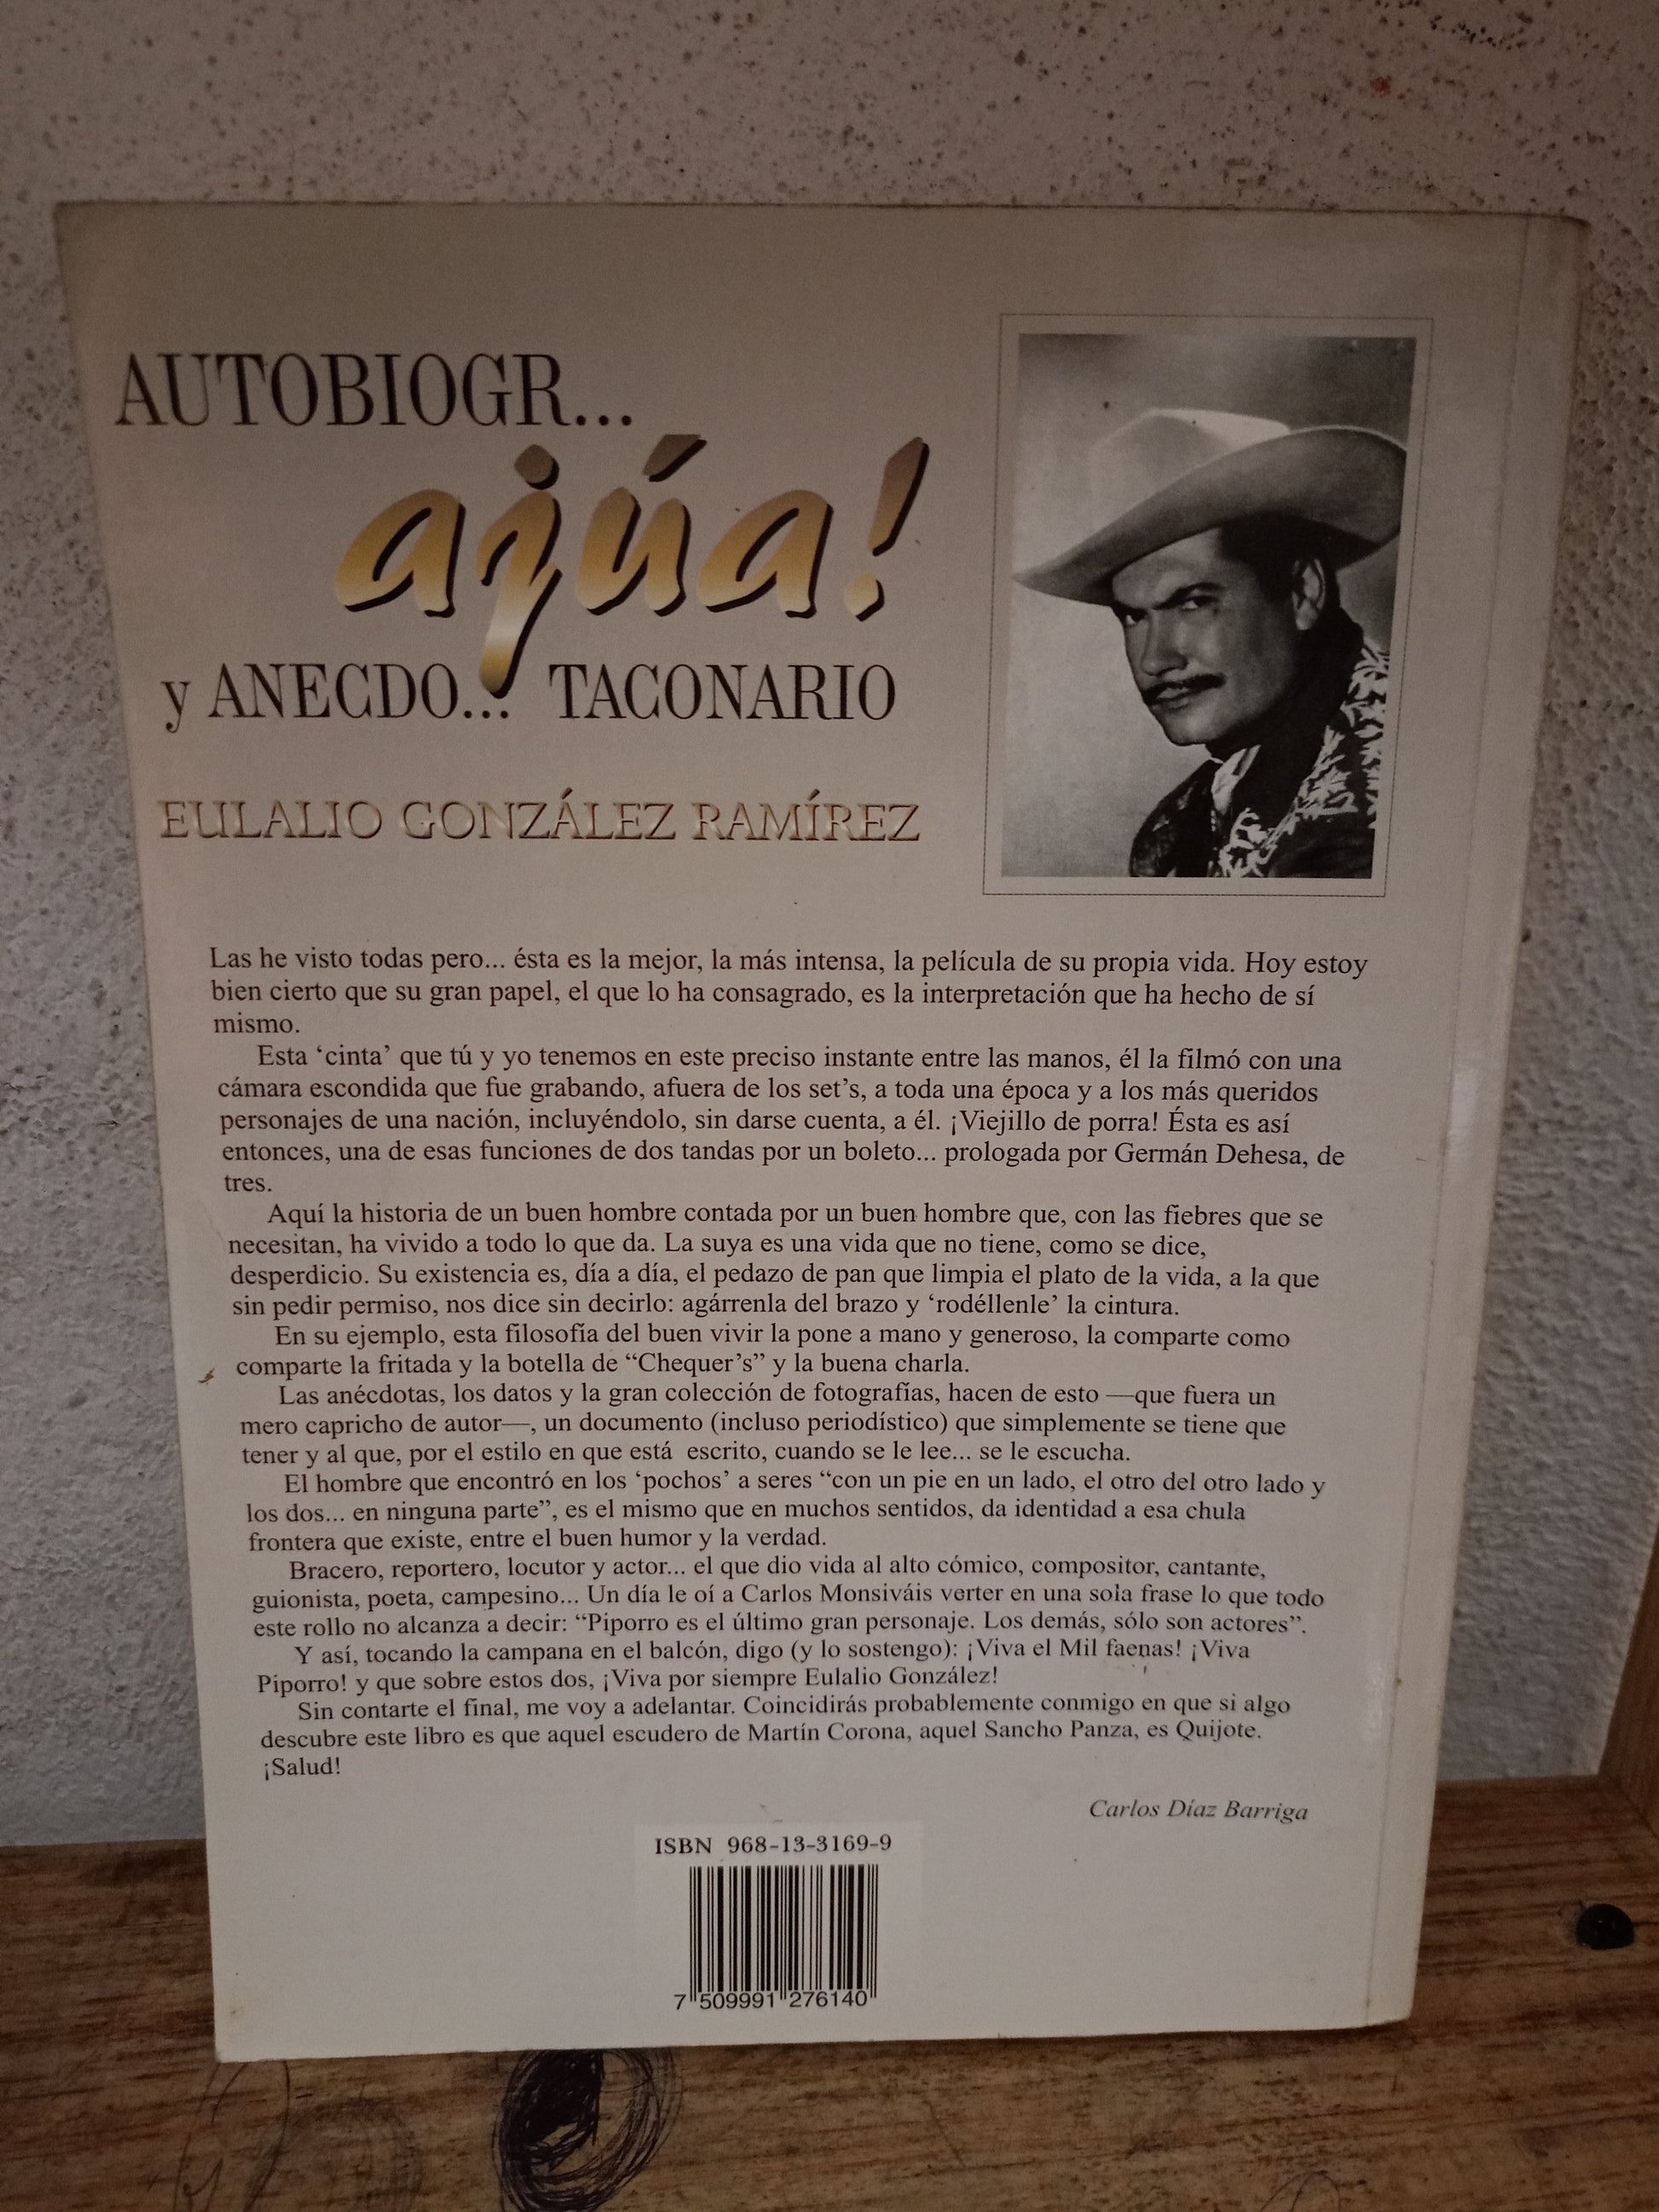 AUTOBIOGR...
ajúa!
y ANECDO... TACONARIO
EULALIO GONZÁLEZ RAMÍREZ
Las he visto todas pero... ésta es la mejor, la más intensa, la película de su propia vida. Hoy estoy
bien cierto que su gran papel, el que lo ha consagrado, es la interpretación que ha hecho de sí
mismo.
Esta ‘cinta’ que tú y yo tenemos en este preciso instante entre las manos, él la filmó con una
cámara escondida que fue grabando, afuera de los set’s, a toda una época y a los más queridos
personajes de una nación, incluyéndolo, sin darse cuenta, a él. ¡Viejillo de porra! Ésta es así
entonces, una de esas funciones de dos tandas por un boleto... prologada por Germán Dehesa, de
tres.
Aquí la historia de un buen hombre contada por un buen hombre que, con las fiebres que se
necesitan, ha vivido a todo lo que da. La suya es una vida que no tiene, como se dice,
desperdicio. Su existencia es, día a día, el pedazo de pan que limpia el plato de la vida, a la que
sin pedir permiso, nos dice sin decirlo: agárrenla del brazo y ‘rodéllenle’ la cintura.
En su ejemplo, esta filosofía del buen vivir la pone a mano y generoso, la comparte como
comparte la fritada y la botella de “Chequer’s” y la buena charla.
Las anécdotas, los datos y la gran colección de fotografías, hacen de esto —que fuera un
mero capricho de autor—, un documento (incluso periodístico) que simplemente se tiene que
tener y al que, por el estilo en que está escrito, cuando se le lee... se le escucha.
El hombre que encontró en los ‘pochos’ a seres “con un pie en un lado, el otro del otro lado y
los dos... en ninguna parte”, es el mismo que en muchos sentidos, da identidad a esa chula
frontera que existe, entre el buen humor y la verdad.
Bracero, reportero, locutor y actor... el que dio vida al alto cómico, compositor, cantante,
guionista, poeta, campesino... Un día le oí a Carlos Monsiváis verter en una sola frase lo que todo
este rollo no alcanza a decir: “Piporro es el último gran personaje. Los demás, sólo son actores”.
Y así, tocando la campana en el balcón, digo (y lo sostengo): ¡Viva el Mil faenas! ¡Viva
Piporro! y que sobre estos dos, ¡Viva por siempre Eulalio González!
Sin contarte el final, me voy a adelantar. Coincidirás probablemente conmigo en que si algo
descubre este libro es que aquel escudero de Martín Corona, aquel Sancho Panza, es Quijote.
¡Salud!
Carlos Díaz Barriga
ISBN 968-13-3169-9
7 509991 276140